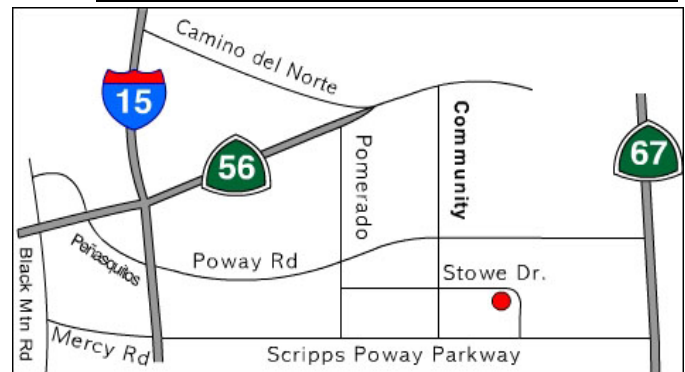 Camino del Norte
15
56
Community
Pomerado
67
Peñasquitos
Poway Rd
Stowe Dr.
Black Mtn Rd
Mercy Rd
Scripps Poway Parkway